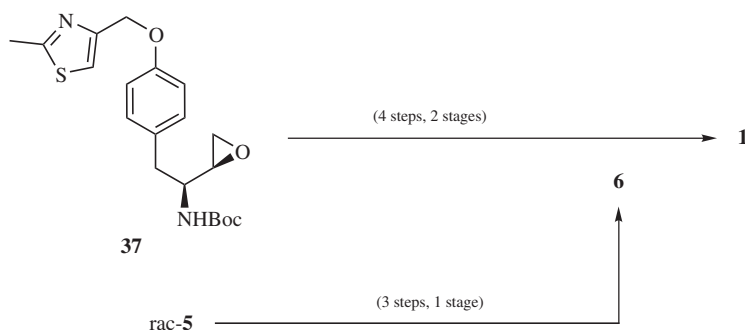 N
O
S
(4 steps, 2 stages)
1
O
6
NHBoc
37
(3 steps, 1 stage)
rac-5